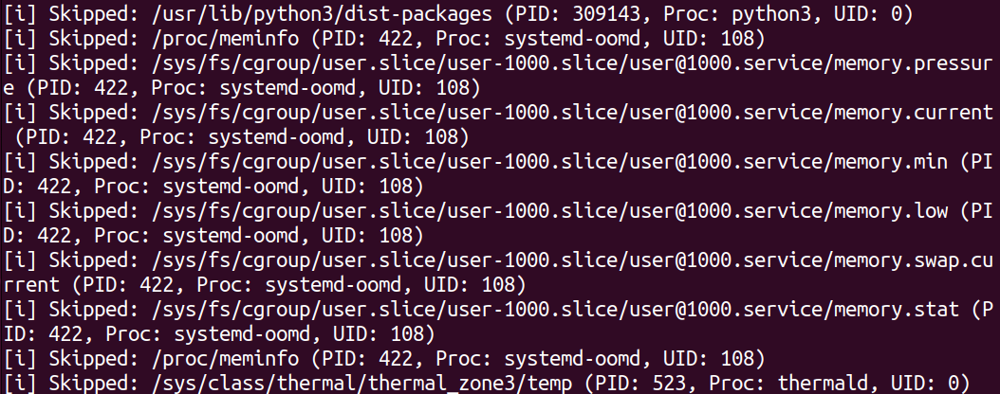 [i] Skipped: /usr/lib/python3/dist-packages (PID: 309143, Proc: python3, UID: 0)
[i] Skipped: /proc/meminfo (PID: 422, Proc: systemd-oomd, UID: 108)
[i] Skipped: /sys/fs/cgroup/user.slice/user-1000.slice/user@1000.service/memory.pressur
e (PID: 422, Proc: systemd-oomd, UID: 108)
[i] Skipped: /sys/fs/cgroup/user.slice/user-1000.slice/user@1000.service/memory.current
 (PID: 422, Proc: systemd-oomd, UID: 108)
[i] Skipped: /sys/fs/cgroup/user.slice/user-1000.slice/user@1000.service/memory.min (PI
D: 422, Proc: systemd-oomd, UID: 108)
[i] Skipped: /sys/fs/cgroup/user.slice/user-1000.slice/user@1000.service/memory.low (PI
D: 422, Proc: systemd-oomd, UID: 108)
[i] Skipped: /sys/fs/cgroup/user.slice/user-1000.slice/user@1000.service/memory.swap.cu
rrent (PID: 422, Proc: systemd-oomd, UID: 108)
[i] Skipped: /sys/fs/cgroup/user.slice/user-1000.slice/user@1000.service/memory.stat (P
ID: 422, Proc: systemd-oomd, UID: 108)
[i] Skipped: /proc/meminfo (PID: 422, Proc: systemd-oomd, UID: 108)
[i] Skipped: /sys/class/thermal/thermal_zone3/temp (PID: 523, Proc: thermald, UID: 0)